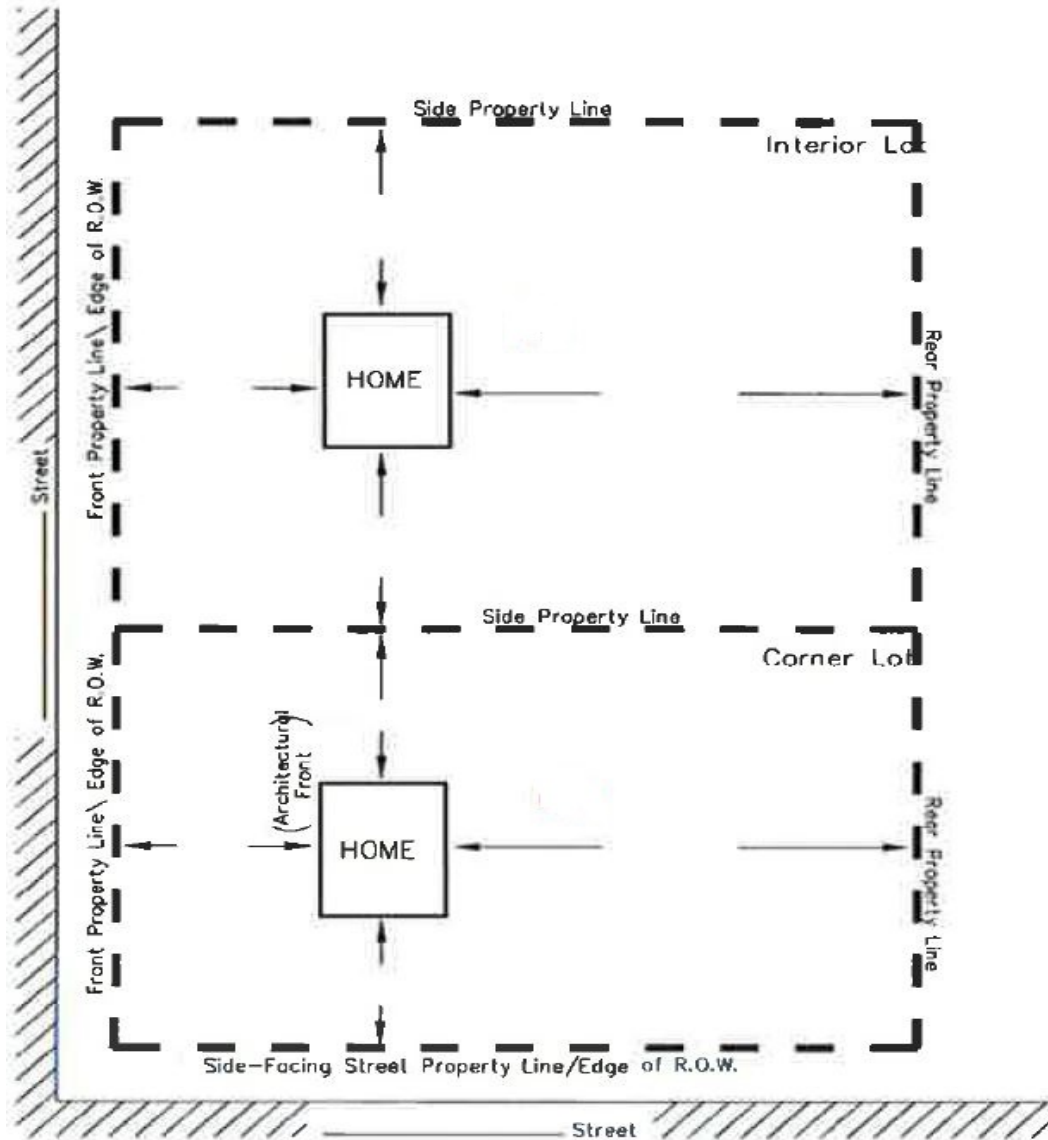 Side Property Line
Interior Lot
Front Property Line\ Edge of R.O.W.
HOME
Rear Property Line
Street
Side Property Line
Corner Lot
Front Property Line\ Edge of R.O.W.
(Architectural
Front)
HOME
Rear Property Line
Side-Facing Street Property Line/Edge of R.O.W.
Street